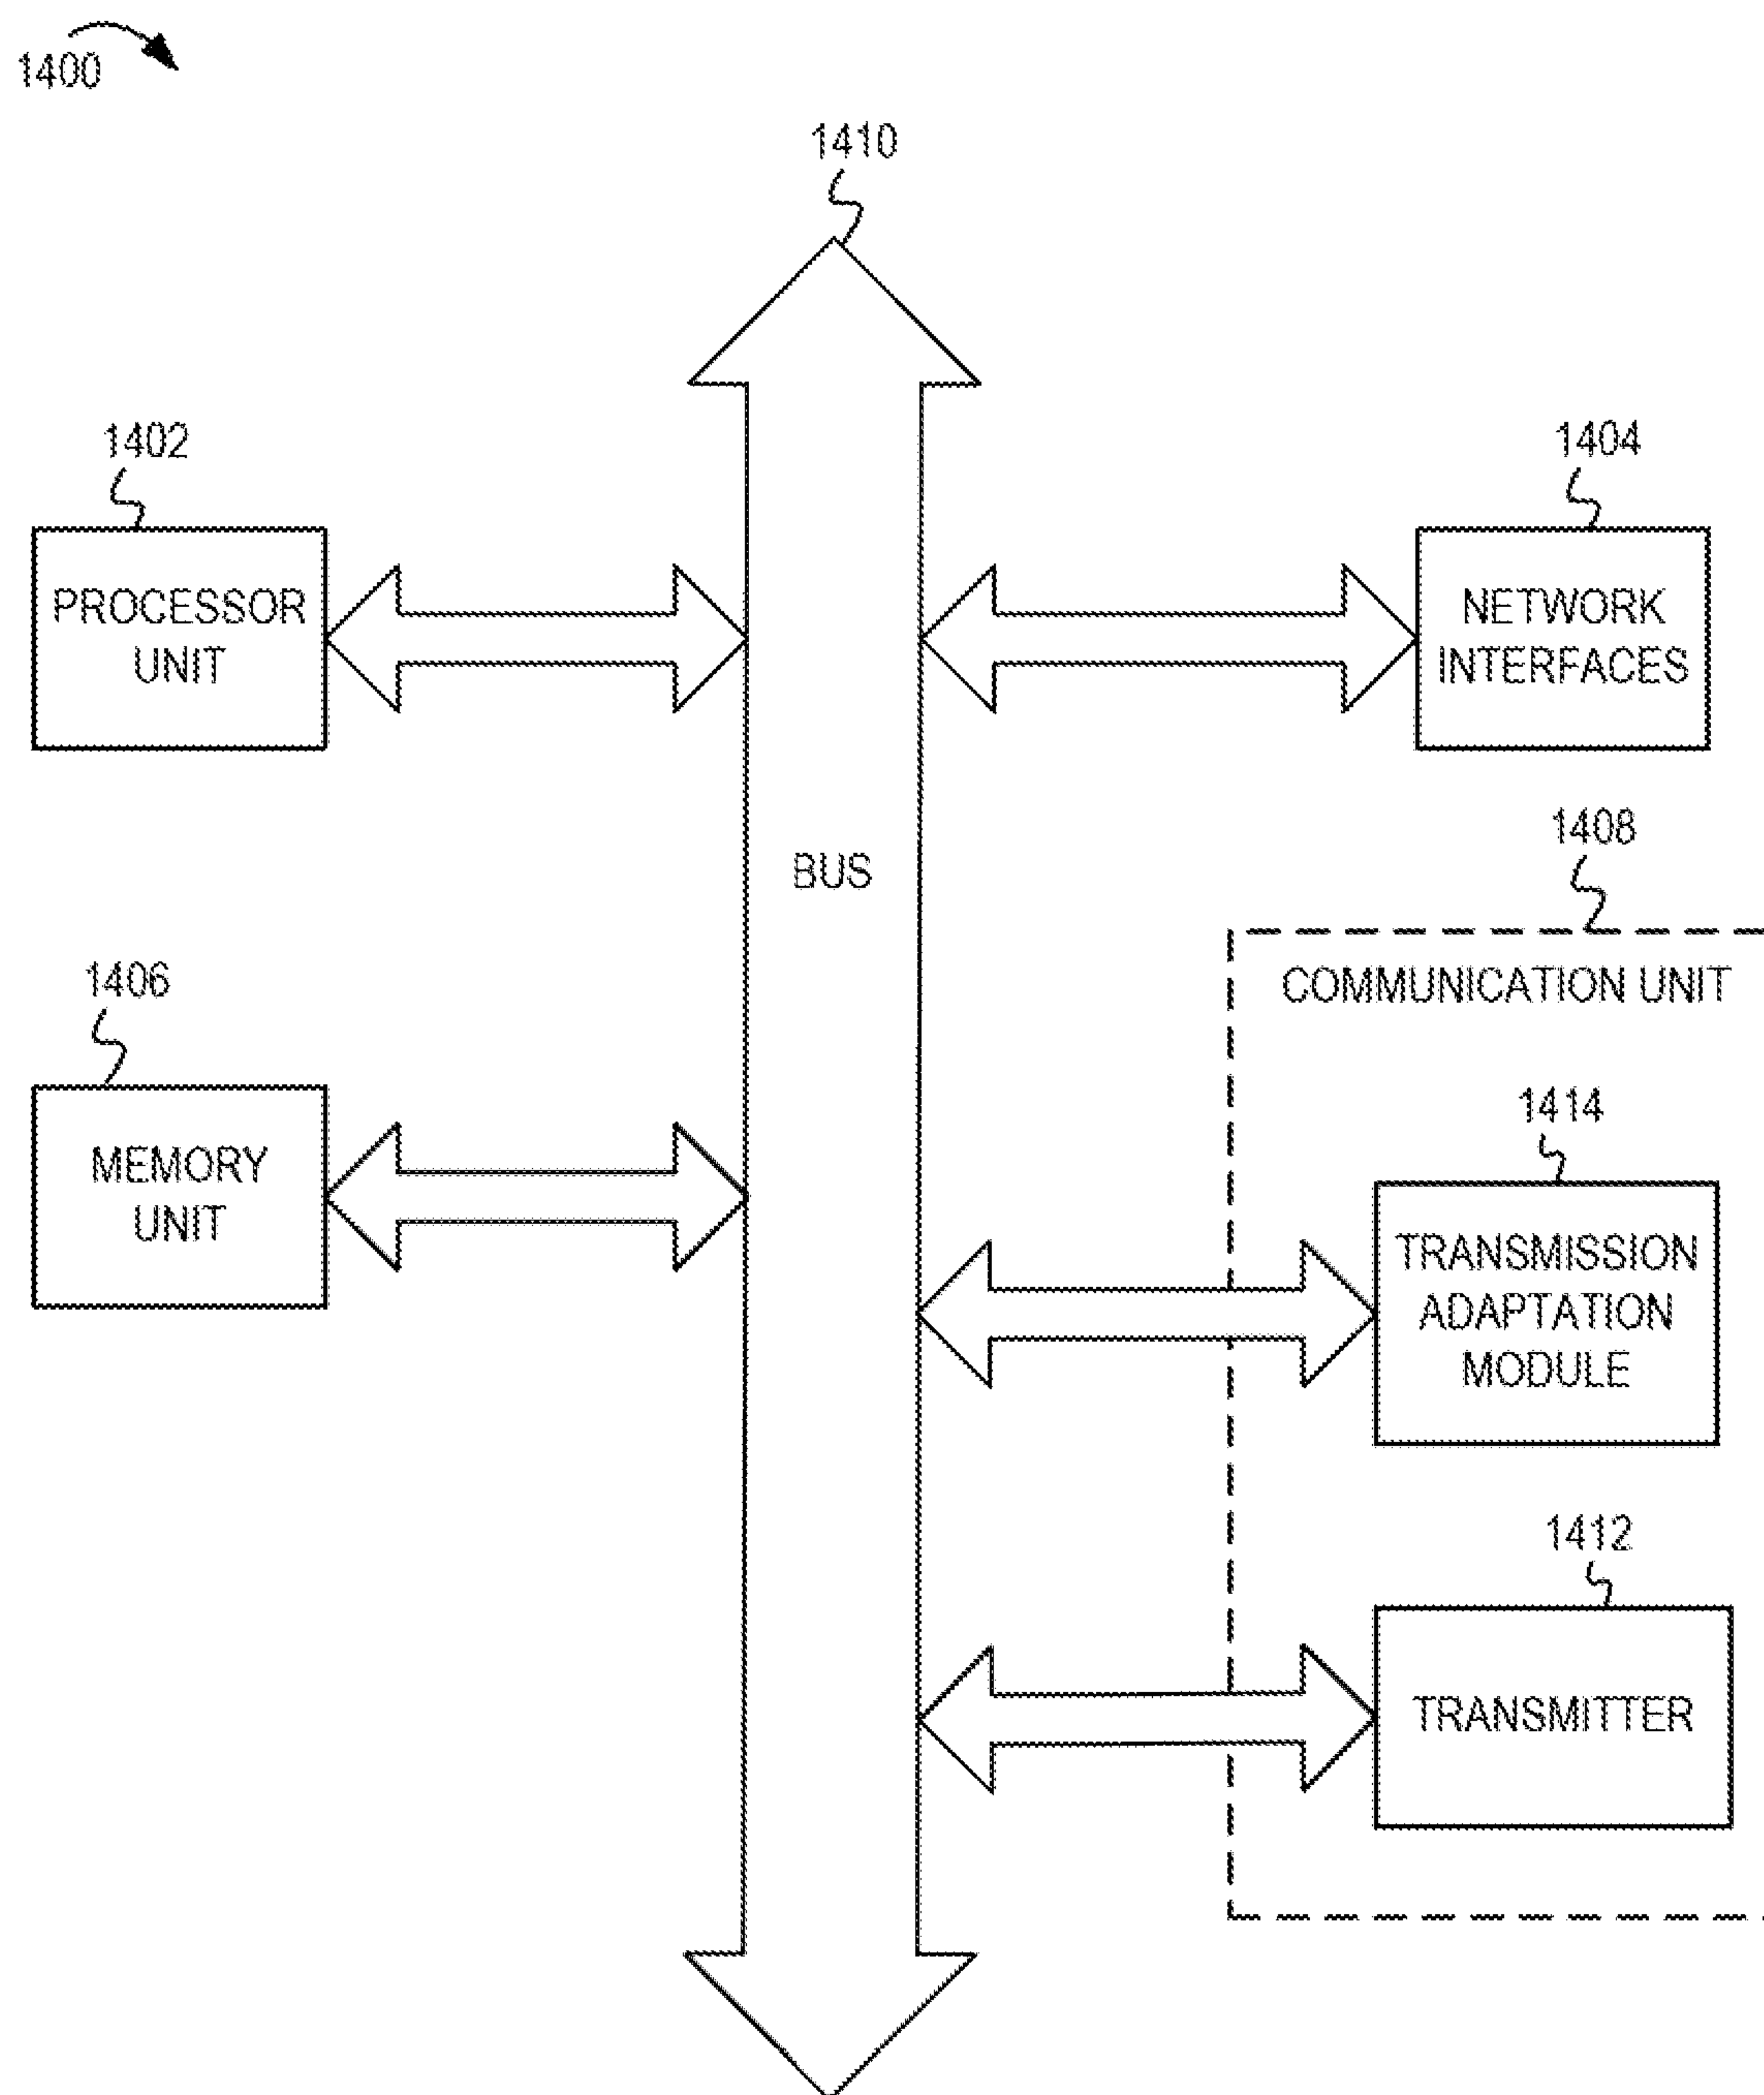 1400
1410
1402
PROCESSOR
UNIT
1404
NETWORK
INTERFACES
BUS
1408
COMMUNICATION UNIT
1406
MEMORY
UNIT
1414
TRANSMISSION
ADAPTATION
MODULE
1412
TRANSMITTER